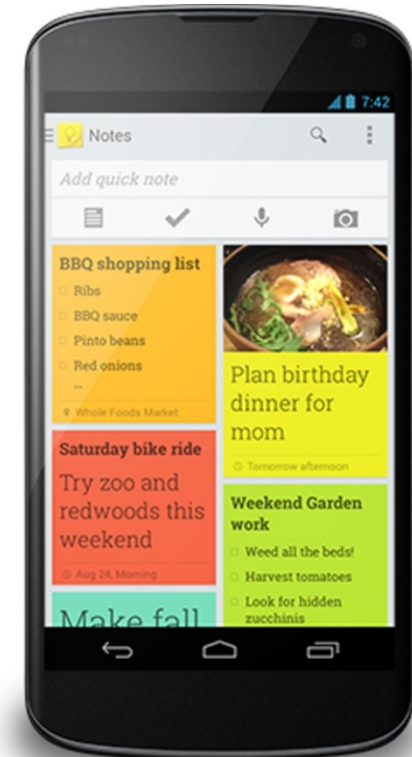 7:42
Notes
Add quick note
BBQ shopping list
Ribs
BBQ sauce
Pinto beans
Red onions
...
Whole Foods Market
Saturday bike ride
Try zoo and
redwoods this
weekend
Aug 24, Morning
Make fall
Plan birthday
dinner for
mom
Tomorrow afternoon
Weekend Garden
work
Weed all the beds!
Harvest tomatoes
Look for hidden
zucchinis